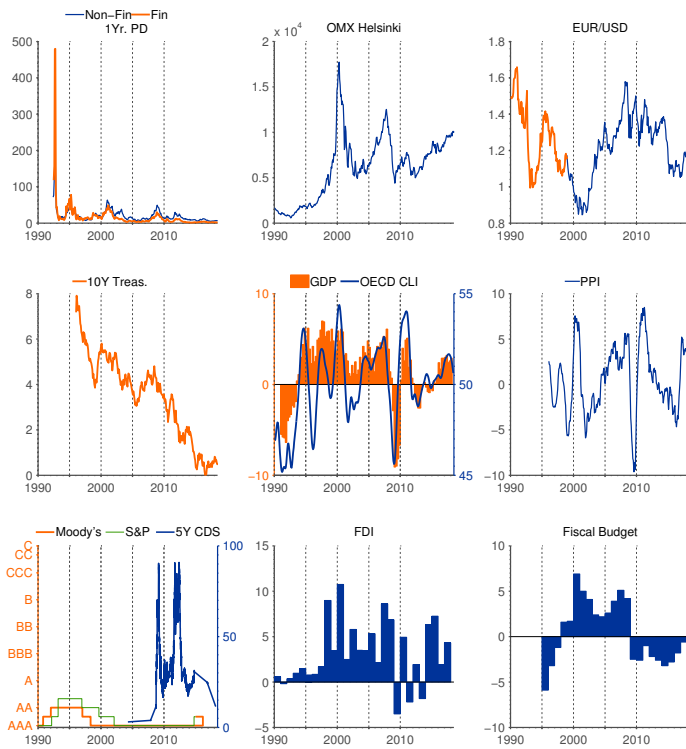 Non-Fin Fin
1Yr. PD
500
400
300
200
100
0
1990 2000 2010
OMX Helsinki
2 x 10⁴
1.5
1
0.5
0
1990 2000 2010
EUR/USD
1.8
1.6
1.4
1.2
1
0.8
1990 2000 2010
10Y Treas.
8
6
4
2
0
1990 2000 2010
GDP OECD CLI
10 55
5
0 50
−5
−10 45
1990 2000 2010
PPI
10
5
0
−5
−10
1990 2000 2010
Moody's S&P 5Y CDS
C 100
CC
CCC
B
BB 50
BBB
A
AA
AAA 0
1990 2000 2010
FDI
15
10
5
0
−5
1990 2000 2010
Fiscal Budget
10
5
0
−5
−10
1990 2000 2010